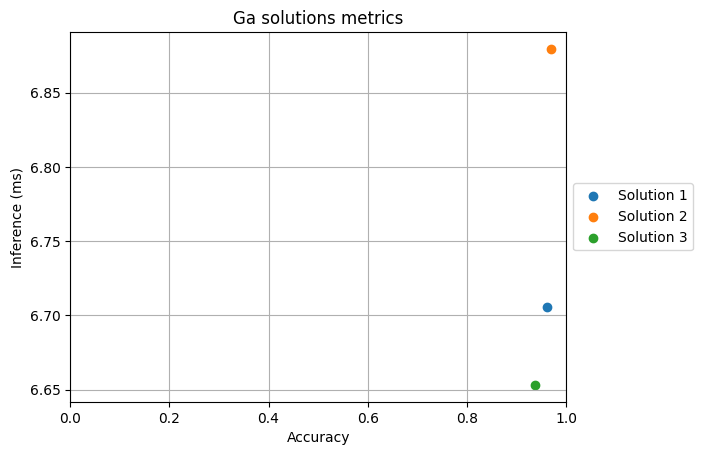 Ga solutions metrics
6.85
6.80
6.75
6.70
6.65
Inference (ms)
0.0
0.2
0.4
0.6
0.8
1.0
Accuracy
Solution 1
Solution 2
Solution 3